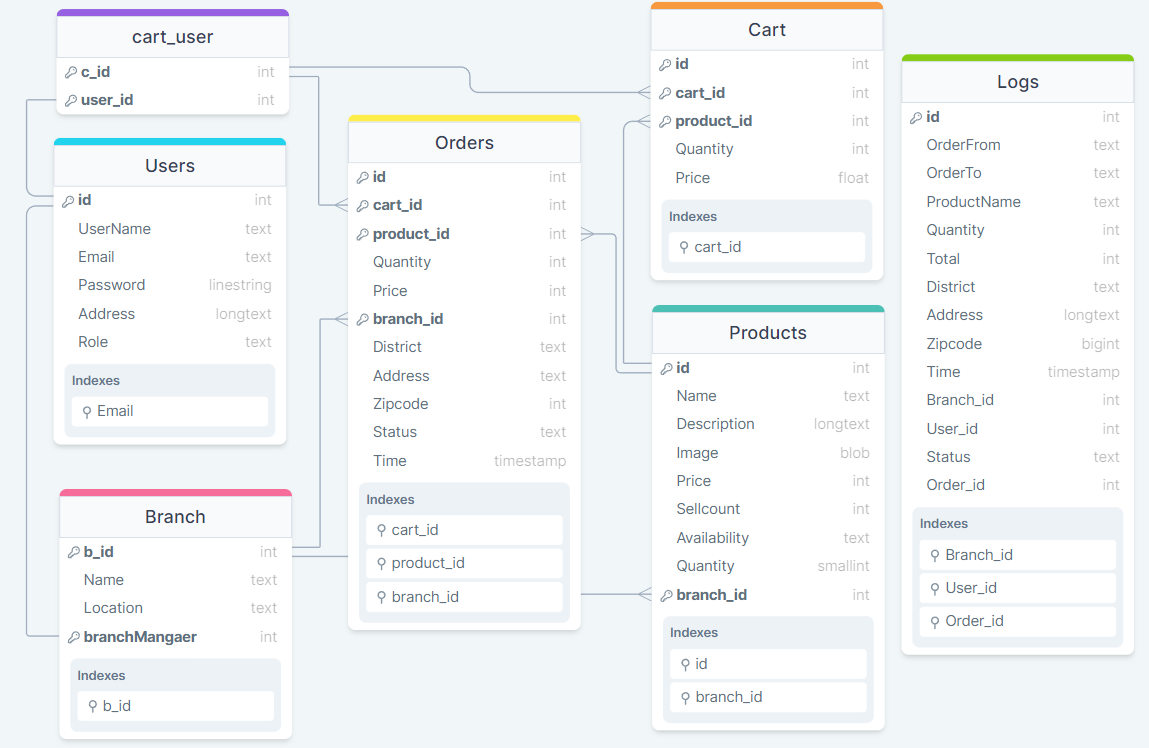 cart_user
c_id int
user_id int
Users
id int
UserName text
Email text
Password linestring
Address longtext
Role text
Indexes
Email
Branch
b_id int
Name text
Location text
branchMangaer int
Indexes
b_id
Orders
id int
cart_id int
product_id int
Quantity int
Price int
branch_id int
District text
Address text
Zipcode int
Status text
Time timestamp
Indexes
cart_id
product_id
branch_id
Cart
id int
cart_id int
product_id int
Quantity int
Price float
Indexes
cart_id
Products
id int
Name text
Description longtext
Image blob
Price int
Sellcount int
Availability text
Quantity smallint
branch_id int
Indexes
id
branch_id
Logs
id int
OrderFrom text
OrderTo text
ProductName text
Quantity int
Total int
District text
Address longtext
Zipcode bigint
Time timestamp
Branch_id int
User_id int
Status text
Order_id int
Indexes
Branch_id
User_id
Order_id